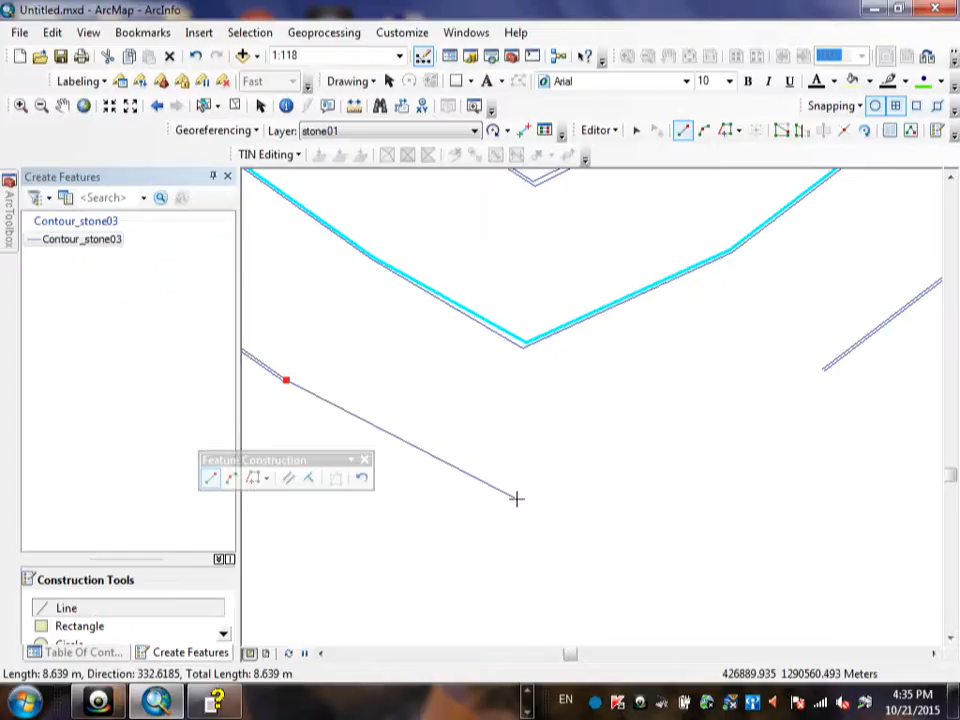 Untitled.mxd - ArcMap - ArcInfo
File Edit View Bookmarks Insert Selection Geoprocessing Customize Windows Help
1:118
Labeling Fast Drawing A Arial 10 B I U A
Snapping
Georeferencing Layer: stone01 Editor
TIN Editing
ArcToolbox
Create Features
<Search>
Contour_stone03
Contour_stone03
Feature Construction
Construction Tools
Line
Rectangle
Table Of Cont... Create Features
Length: 8.639 m, Direction: 332.6185, Total Length: 8.639 m 426889.935 1290560.493 Meters
EN
4:35 PM
10/21/2015